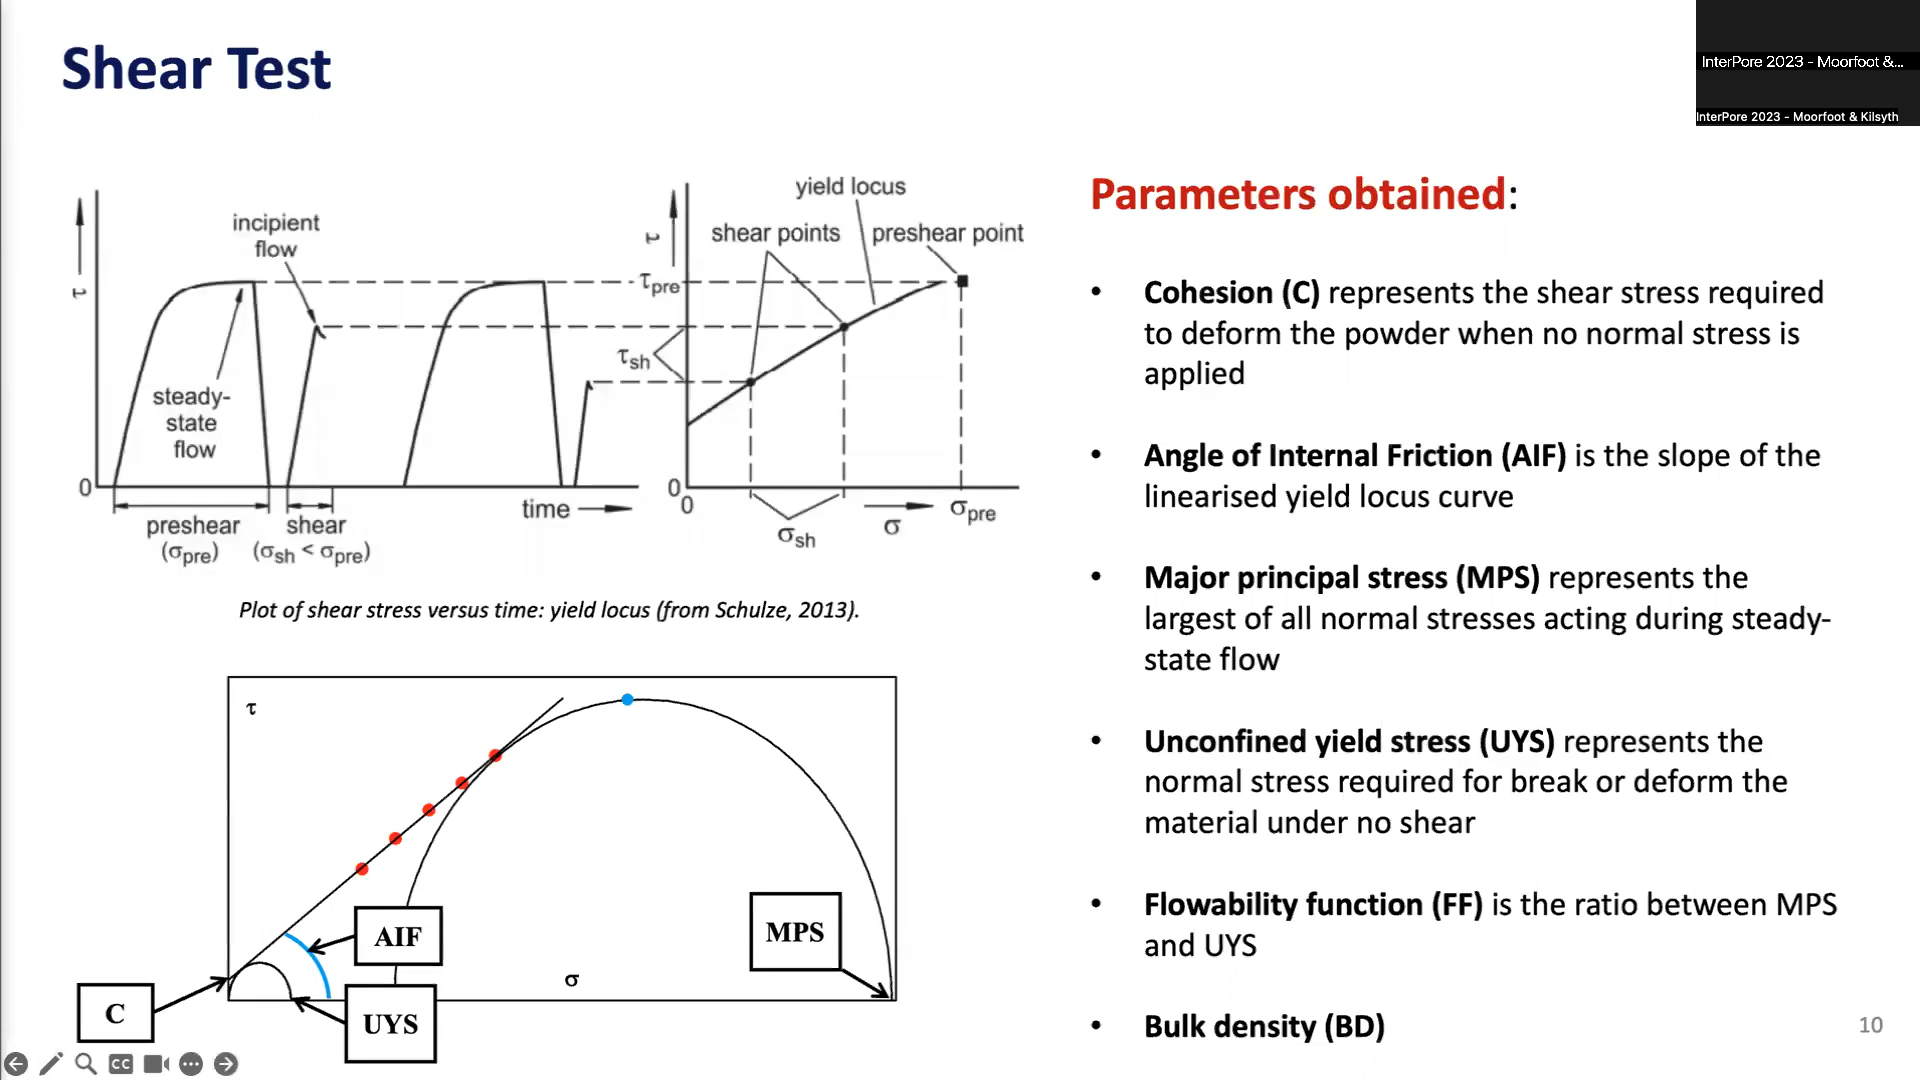 Shear Test
InterPore 2023 - Moorfoot &...
InterPore 2023 - Moorfoot & Kilsyth
τ
incipient
flow
steady-
state
flow
0
preshear
(σpre)
shear
(σsh < σpre)
time
yield locus
shear points
preshear point
τ
τpre
τsh
0
0
σsh
σ
σpre
Plot of shear stress versus time: yield locus (from Schulze, 2013).
τ
AIF
MPS
σ
C
UYS
Parameters obtained:
• Cohesion (C) represents the shear stress required
to deform the powder when no normal stress is
applied
• Angle of Internal Friction (AIF) is the slope of the
linearised yield locus curve
• Major principal stress (MPS) represents the
largest of all normal stresses acting during steady-
state flow
• Unconfined yield stress (UYS) represents the
normal stress required for break or deform the
material under no shear
• Flowability function (FF) is the ratio between MPS
and UYS
• Bulk density (BD)
10
CC